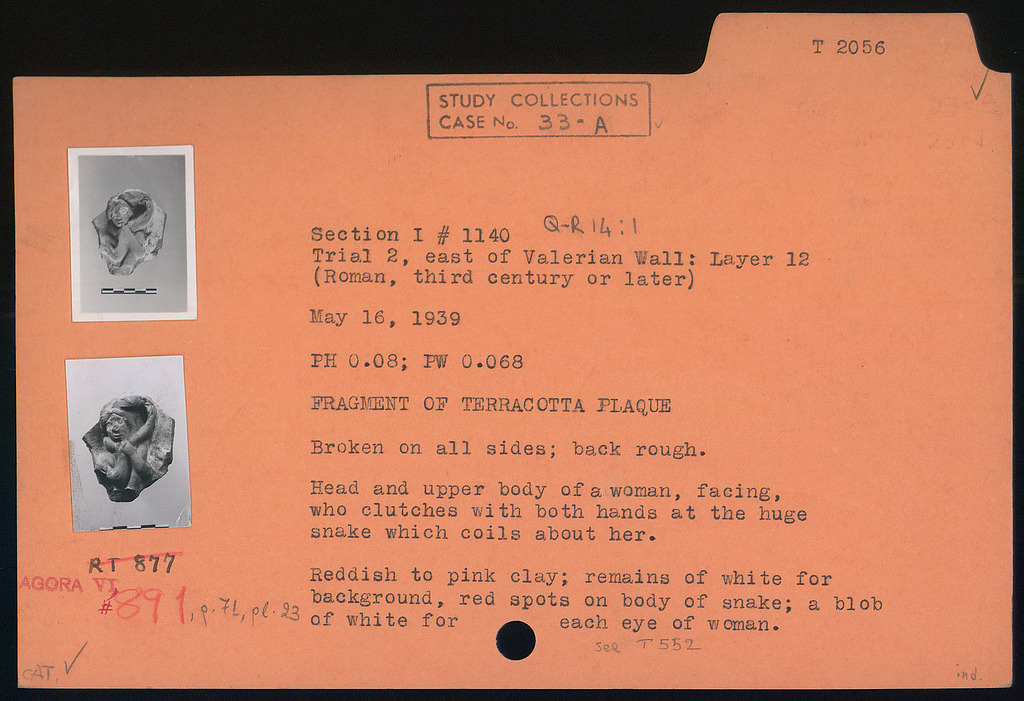 T 2056
STUDY COLLECTIONS
CASE No. 33-A
Q-R 14:1
Section I # 1140
Trial 2, east of Valerian Wall: Layer 12
(Roman, third century or later)
May 16, 1939
PH 0.08; PW 0.068
FRAGMENT OF TERRACOTTA PLAQUE
Broken on all sides; back rough.
Head and upper body of a woman, facing,
who clutches with both hands at the huge
snake which coils about her.
Reddish to pink clay; remains of white for
background, red spots on body of snake; a blob
of white for each eye of woman.
see T 552
RT 877
AGORA VI,
#891, p. 71, pl. 23
CAT. ✓
ind.